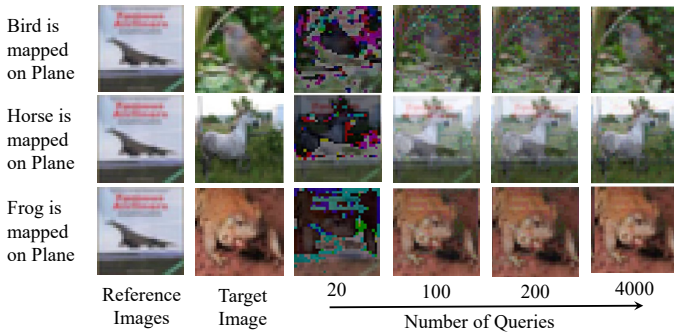 Bird is
mapped
on Plane
Horse is
mapped
on Plane
Frog is
mapped
on Plane
Reference
Images
Target
Image
20
100
200
4000
Number of Queries